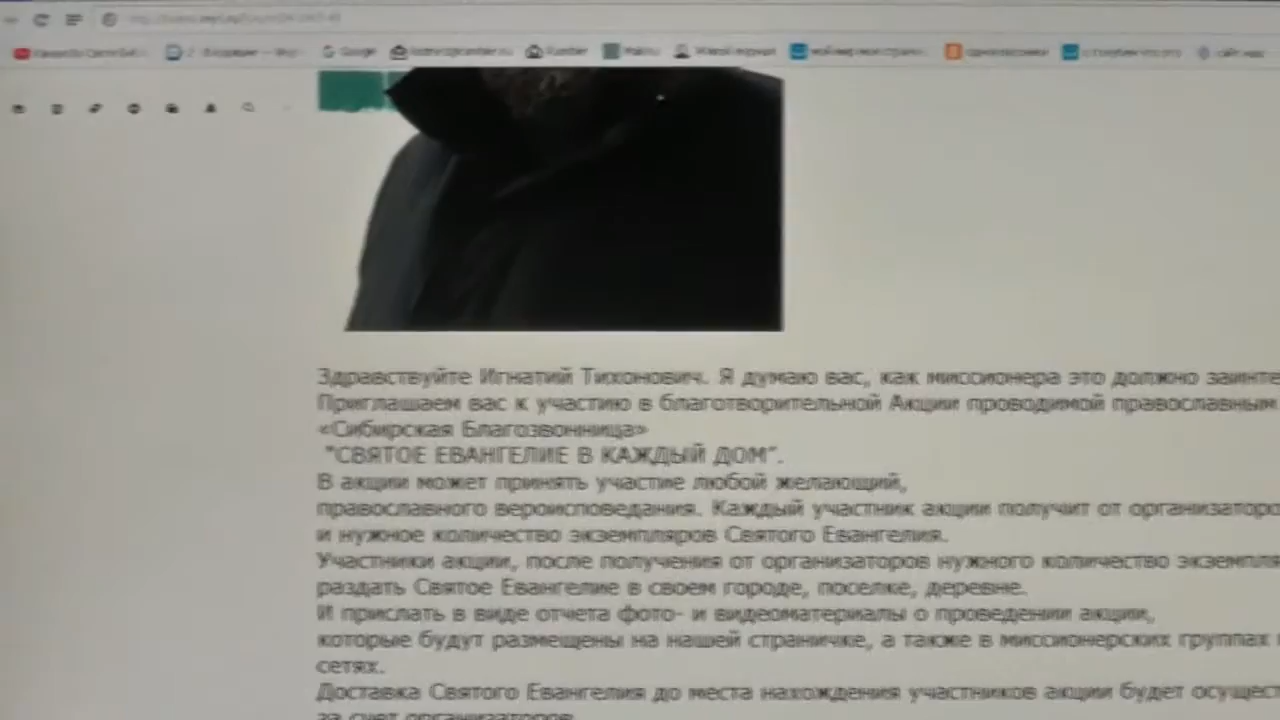 Google
Здравствуйте Игнатий Тихонович. Я думаю вас, как миссионера это должно
Приглашаем вас к участию в благотворительной Акции проводимой православным
«Сибирская Благозвонница»
"СВЯТОЕ ЕВАНГЕЛИЕ В КАЖДЫЙ ДОМ".
В акции может принять участие любой желающий,
православного вероисповедания. Каждый участник акции получит от
и нужное количество экземпляров Святого Евангелия.
Участники акции, после получения от организаторов нужного количество
раздать Святое Евангелие в своем городе, поселке, деревне.
И прислать в виде отчета фото- и видеоматериалы о проведении акции,
которые будут размещены на нашей страничке, а также в миссионерских группах
сетях.
Доставка Святого Евангелия до места нахождения участников акции будет
за счет организаторов